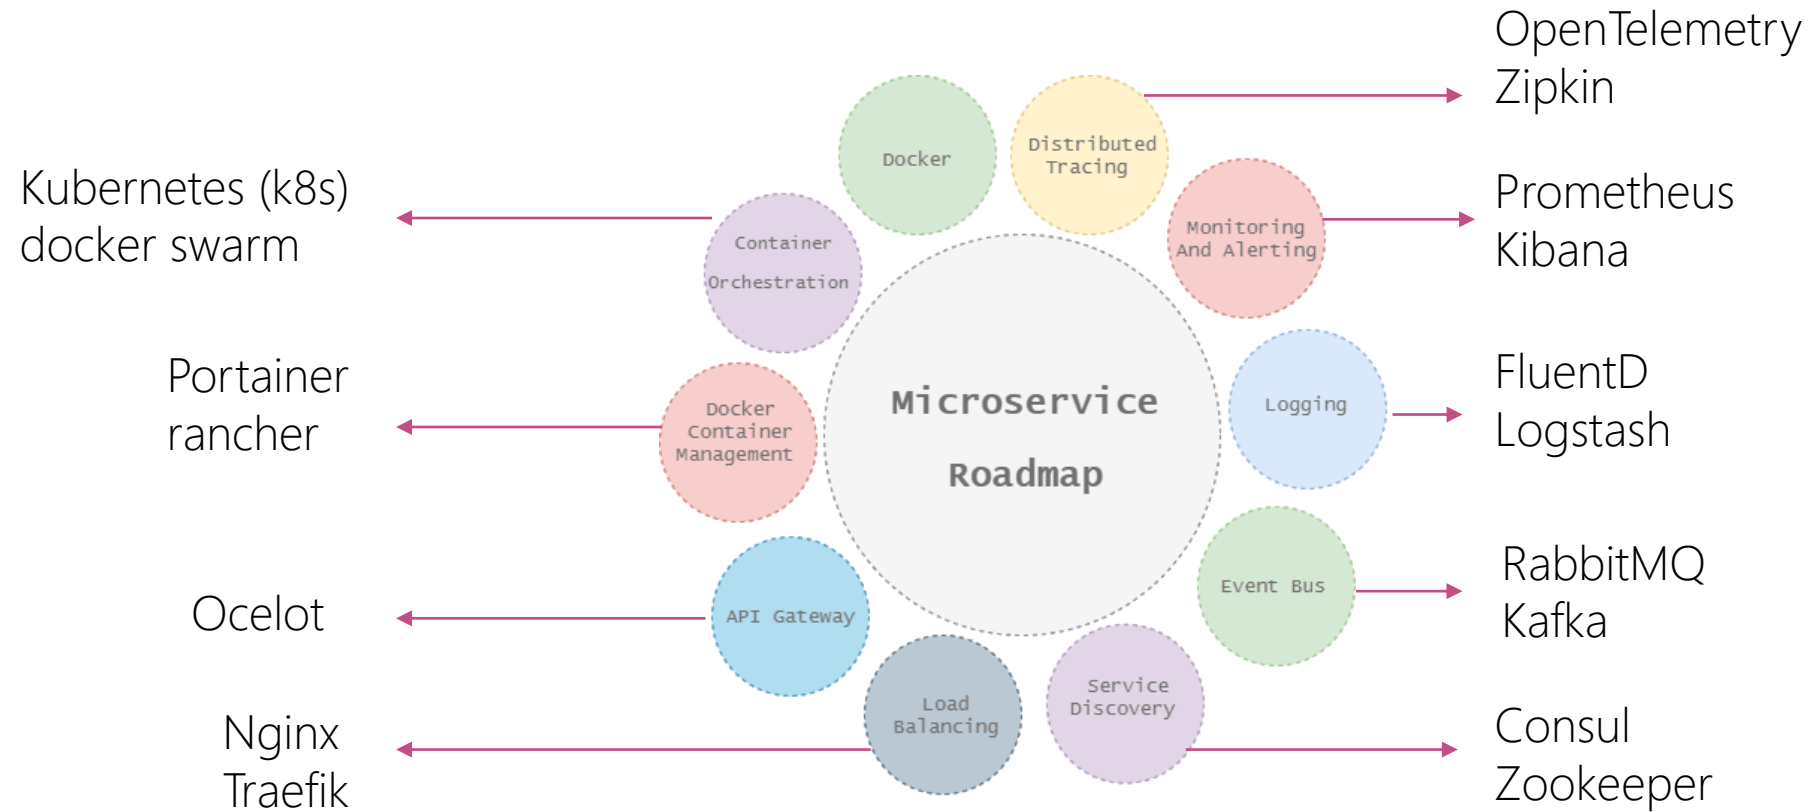 OpenTelemetry
Zipkin
Docker
Distributed
Tracing
Kubernetes (k8s)
docker swarm
Prometheus
Kibana
Monitoring
And Alerting
Container
Orchestration
Portainer
rancher
FluentD
Logstash
Microservice
Roadmap
Logging
Docker
Container
Management
RabbitMQ
Kafka
Event Bus
Ocelot
API Gateway
Service
Discovery
Load
Balancing
Nginx
Traefik
Consul
Zookeeper